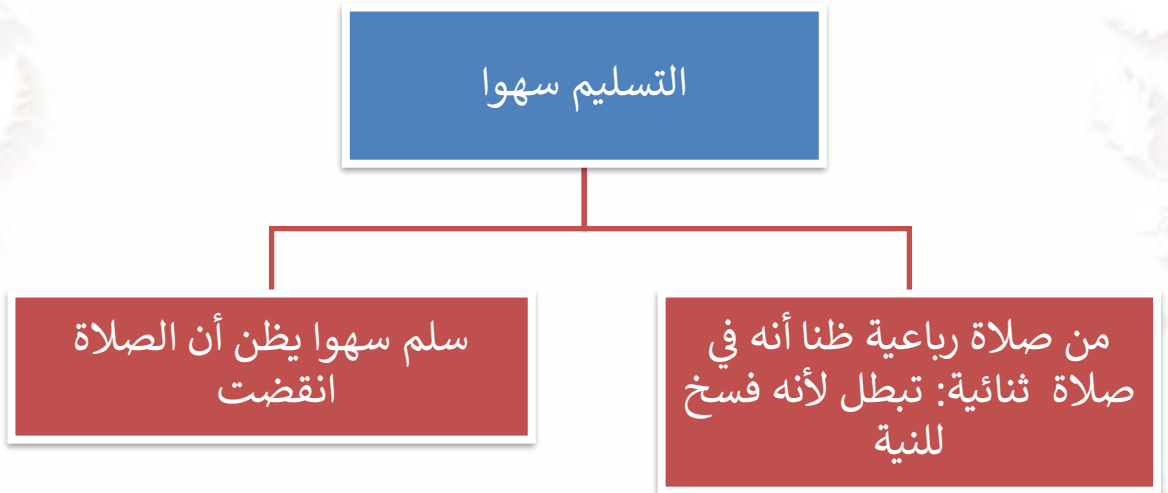 التسليم سهوا
من صلاة رباعية ظنا أنه في
صلاة ثنائية: تبطل لأنه فسخ
للنية
سلم سهوا يظن أن الصلاة
انقضت